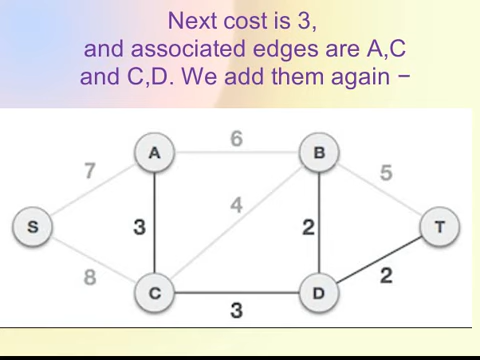 Next cost is 3,
and associated edges are A,C
and C,D. We add them again −
6
A
B
7
5
3
4
2
S
T
8
2
C
D
3